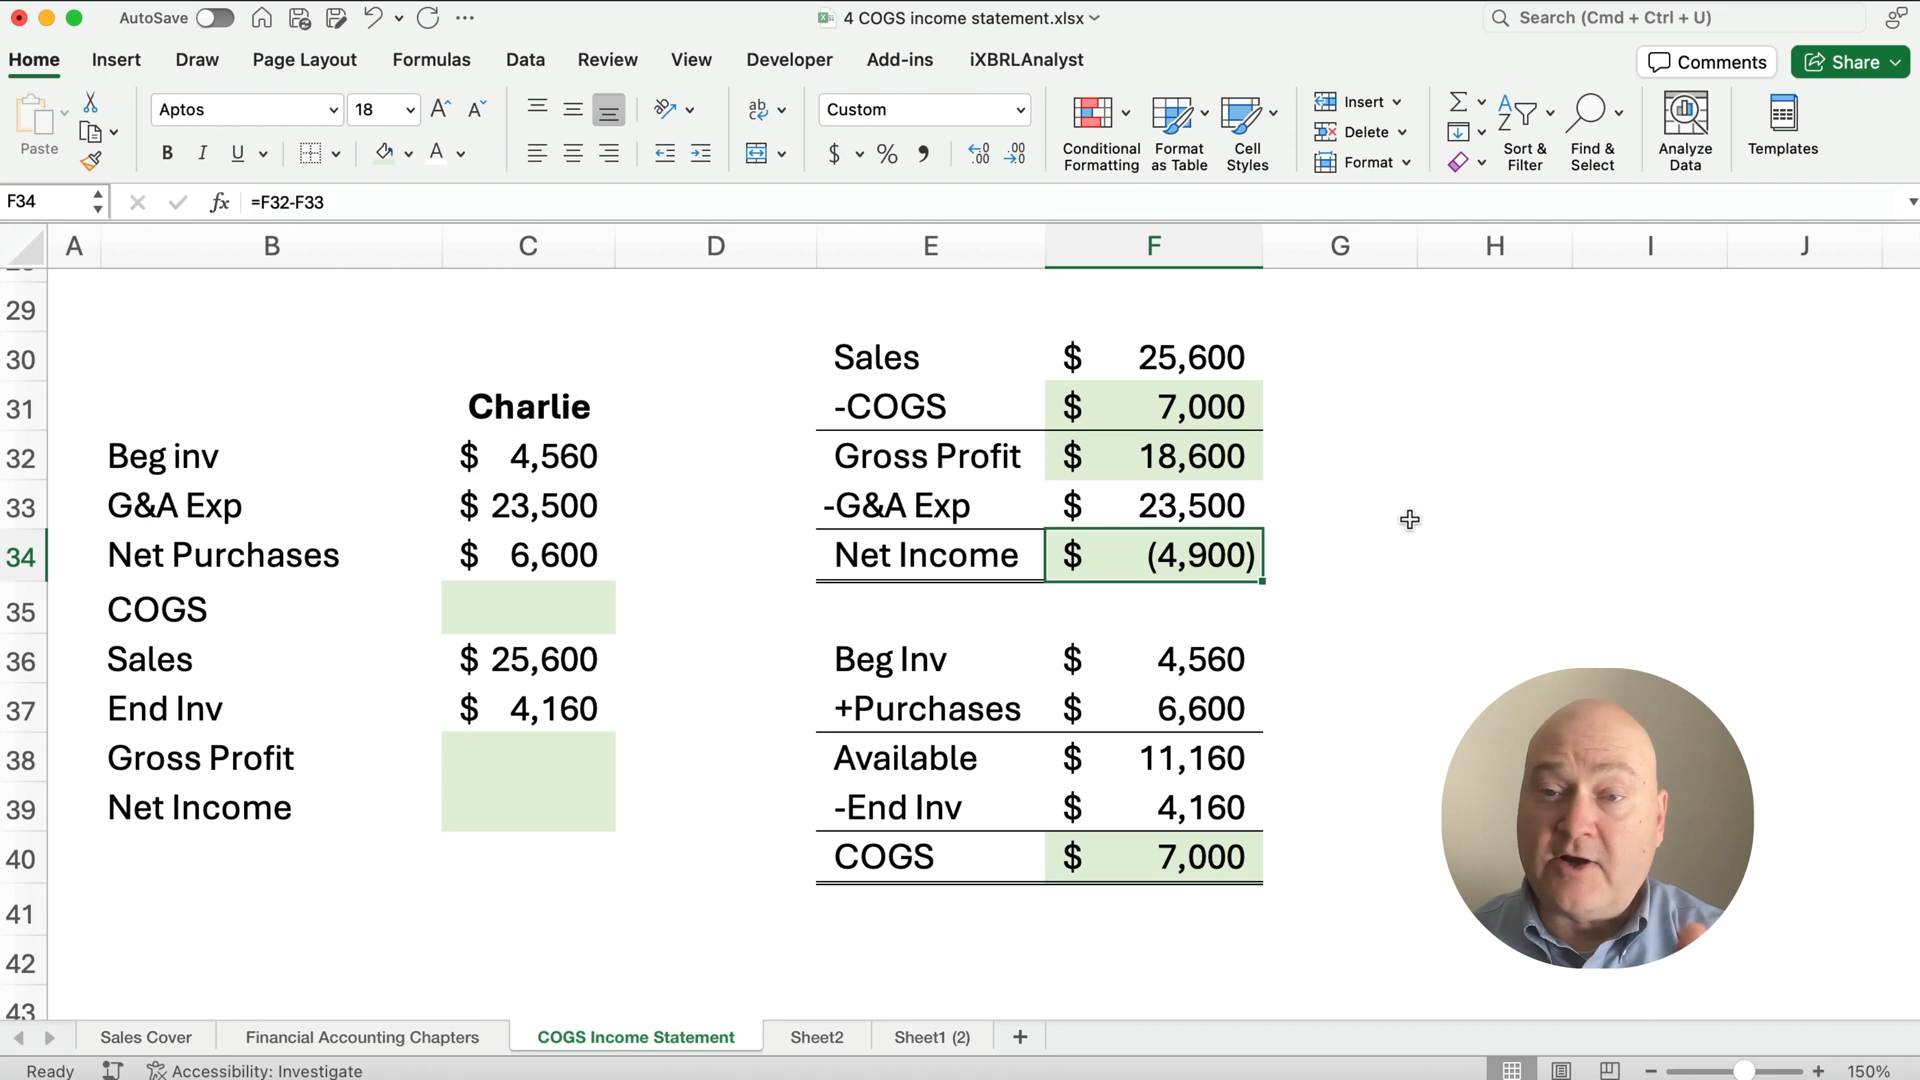 AutoSave
4 COGS income statement.xlsx
Search (Cmd + Ctrl + U)
Home Insert Draw Page Layout Formulas Data Review View Developer Add-ins iXBRLAnalyst Comments Share
Paste
Aptos 18 Custom
B I U A $ %
Conditional Formatting
Format as Table
Cell Styles
Insert
Delete
Format
Sort & Filter
Find & Select
Analyze Data
Templates
F34 fx =F32-F33
A B C D E F G H I J
29
30 Sales $ 25,600
31 Charlie -COGS $ 7,000
32 Beg inv $ 4,560 Gross Profit $ 18,600
33 G&A Exp $ 23,500 -G&A Exp $ 23,500
34 Net Purchases $ 6,600 Net Income $ (4,900)
35 COGS
36 Sales $ 25,600 Beg Inv $ 4,560
37 End Inv $ 4,160 +Purchases $ 6,600
38 Gross Profit Available $ 11,160
39 Net Income -End Inv $ 4,160
40 COGS $ 7,000
41
42
43
Sales Cover Financial Accounting Chapters COGS Income Statement Sheet2 Sheet1 (2) +
Ready Accessibility: Investigate 150%